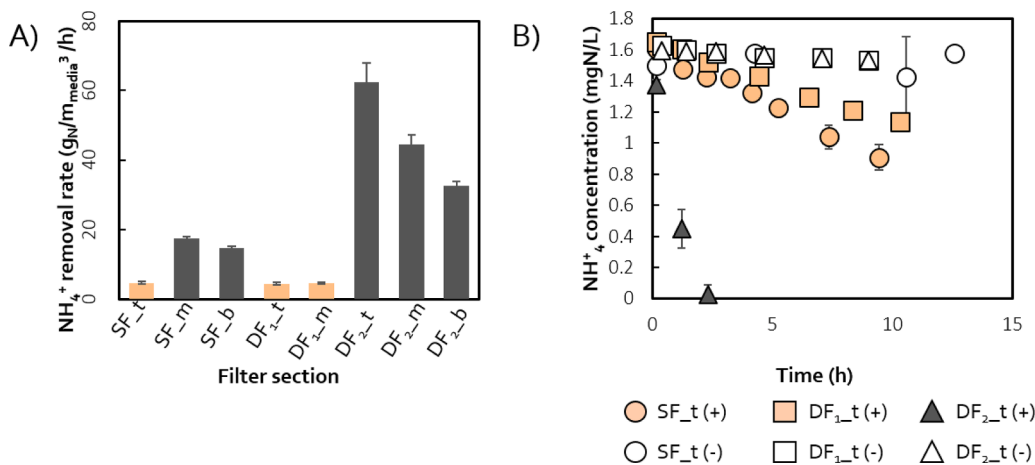 A)
NH₄⁺ removal rate (gN/mmedia³/h)
80
60
40
20
0
SF_t
SF_m
SF_b
DF₁_t
DF₁_m
DF₂_t
DF₂_m
DF₂_b
Filter section
B)
NH⁺₄ concentration (mgN/L)
1.8
1.6
1.4
1.2
1
0.8
0.6
0.4
0.2
0
0 5 10 15
Time (h)
SF_t (+) DF₁_t (+) DF₂_t (+)
SF_t (-) DF₁_t (-) DF₂_t (-)